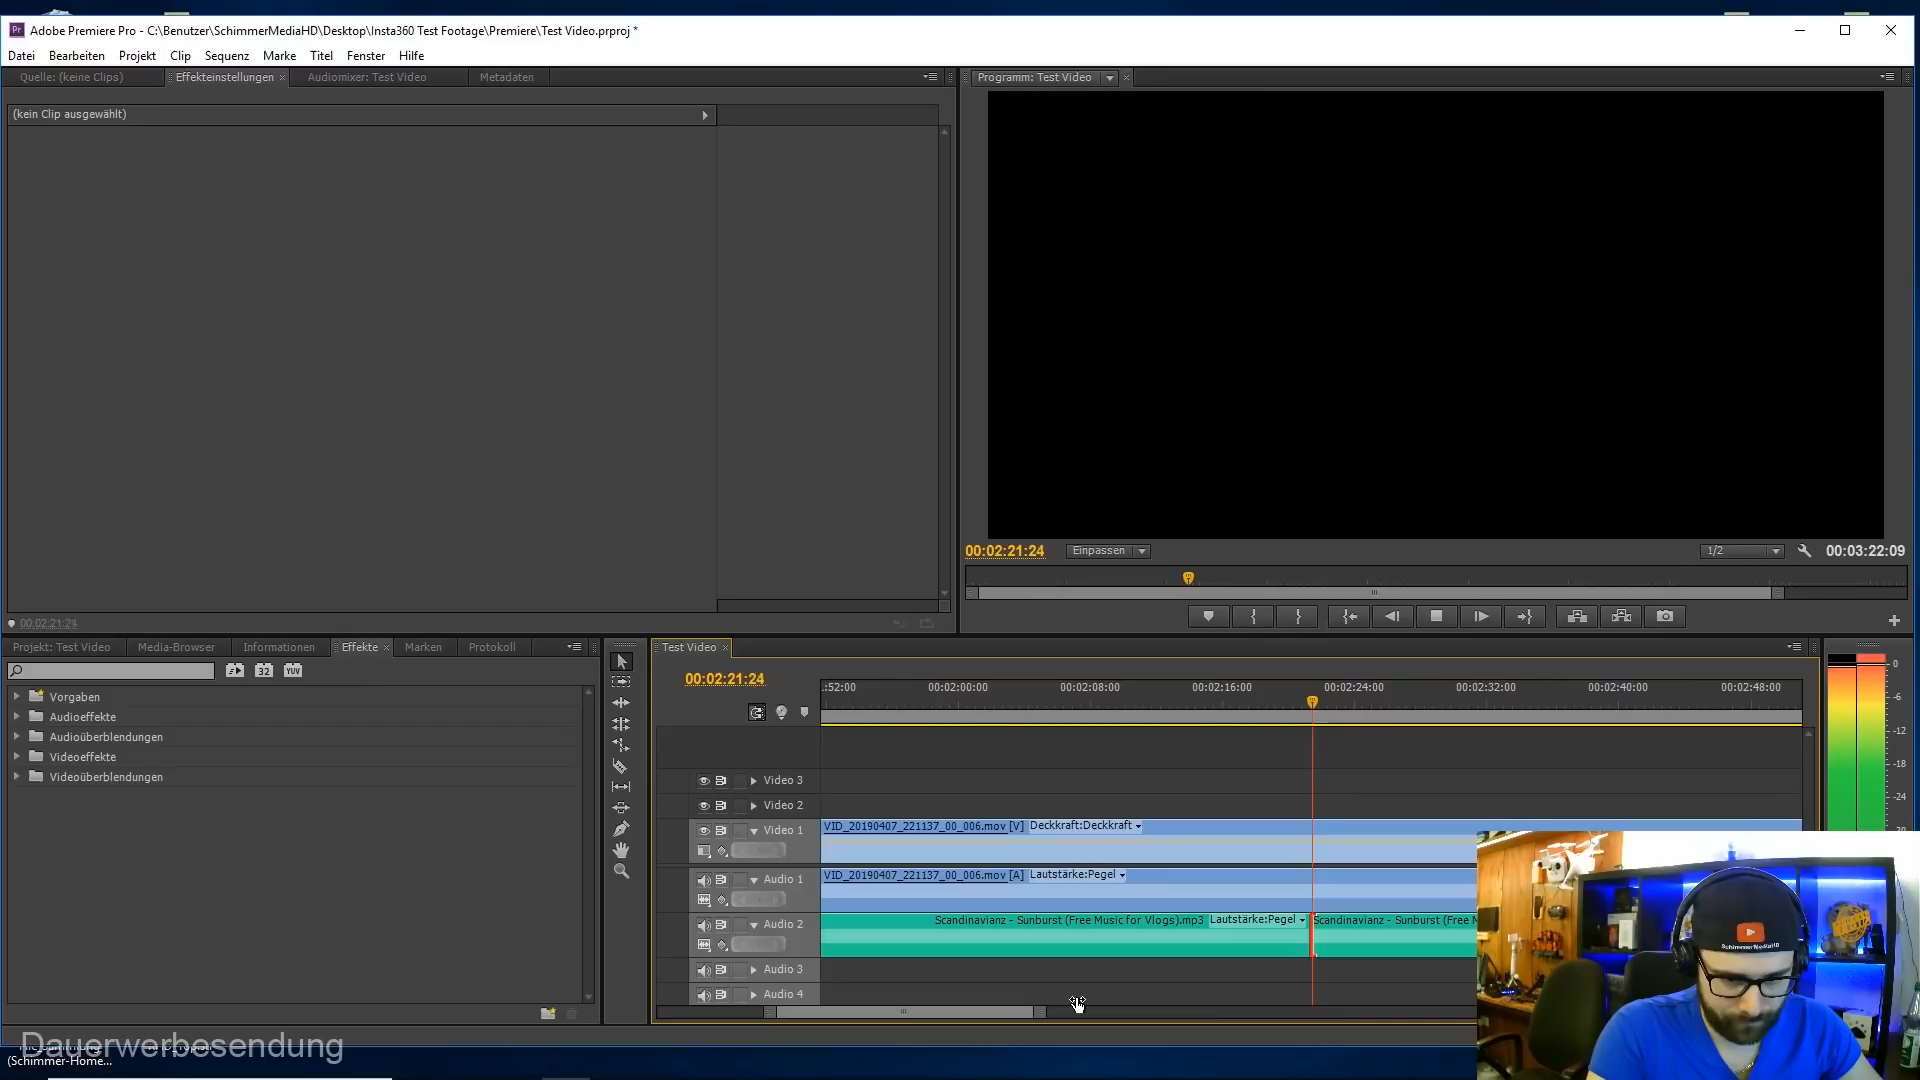 Adobe Premiere Pro - C:\Benutzer\SchimmerMediaHD\Desktop\Insta360 Test Footage\Premiere\Test Video.prproj *
Datei Bearbeiten Projekt Clip Sequenz Marke Titel Fenster Hilfe
Quelle: (keine Clips) Effekteinstellungen Audiomixer: Test Video Metadaten
Programm: Test Video
(kein Clip ausgewählt)
00:02:21:24 Einpassen 1/2 00:03:22:09
00:02:21:24
Projekt: Test Video Media-Browser Informationen Effekte Marken Protokoll
Test Video
32 YUV
00:02:21:24
:52:00 00:02:00:00 00:02:08:00 00:02:16:00 00:02:24:00 00:02:32:00 00:02:40:00 00:02:48:00
Vorgaben
Audioeffekte
Audioüberblendungen
Videoeffekte
Videoüberblendungen
Video 3
Video 2
Video 1
VID_20190407_221137_00_006.mov [V] Deckkraft:Deckkraft
Audio 1
VID_20190407_221137_00_006.mov [A] Lautstärke:Pegel
Audio 2
Scandinavianz - Sunburst (Free Music for Vlogs).mp3 Lautstärke:Pegel Scandinavianz - Sunburst (Free
Audio 3
Audio 4
0
-6
-12
-18
-24
SchimmerMediaHD
Dauerwerbesendung
(Schimmer-Home...